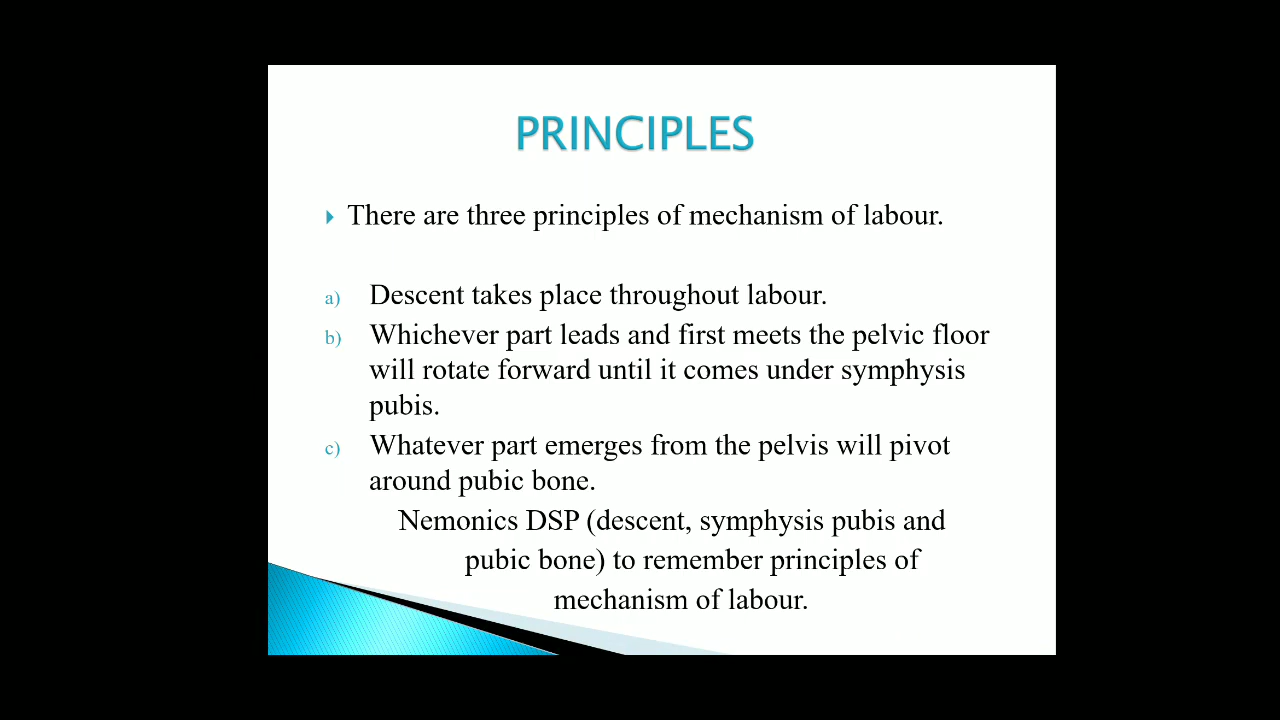 PRINCIPLES
There are three principles of mechanism of labour.
a) Descent takes place throughout labour.
b) Whichever part leads and first meets the pelvic floor
will rotate forward until it comes under symphysis
pubis.
c) Whatever part emerges from the pelvis will pivot
around pubic bone.
Nemonics DSP (descent, symphysis pubis and
pubic bone) to remember principles of
mechanism of labour.